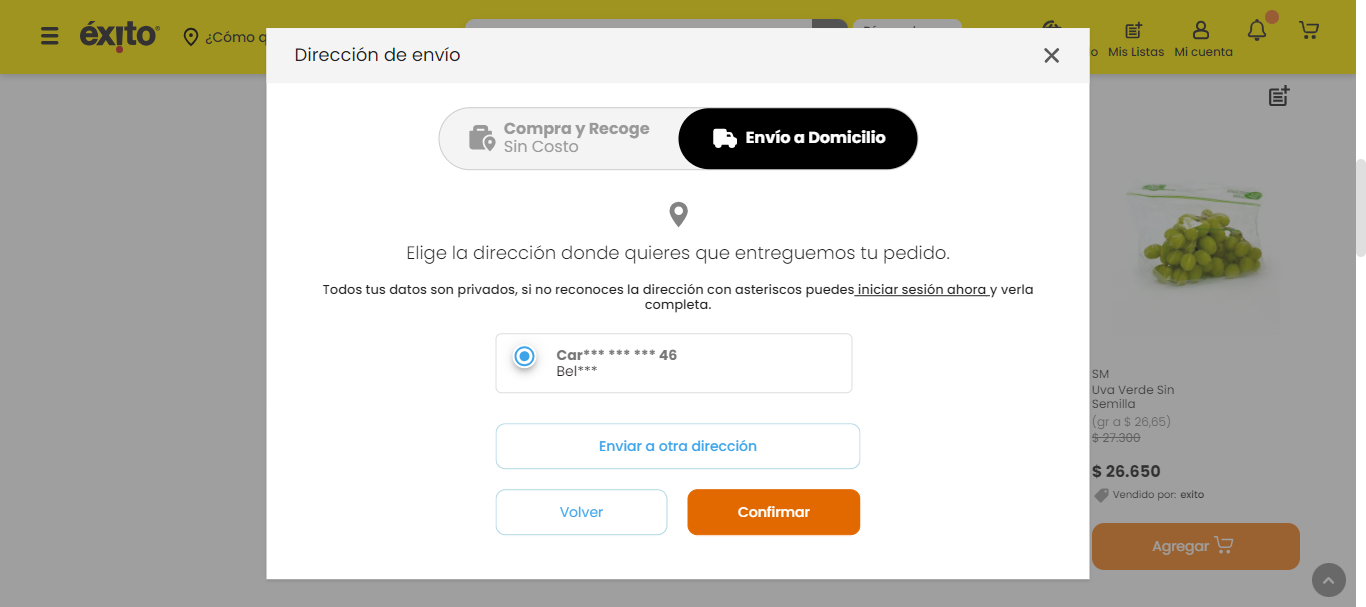 éxito
¿Cómo q
o
Mis Listas
Mi cuenta
Dirección de envío
Compra y Recoge
Sin Costo
Envío a Domicilio
Elige la dirección donde quieres que entreguemos tu pedido.
Todos tus datos son privados, si no reconoces la dirección con asteriscos puedes iniciar sesión ahora y verla
completa.
Car*** *** *** 46
Bel***
Enviar a otra dirección
Volver
Confirmar
SM
Uva Verde Sin
Semilla
(gr a $ 26,65)
$ 27.300
$ 26.650
Vendido por: exito
Agregar